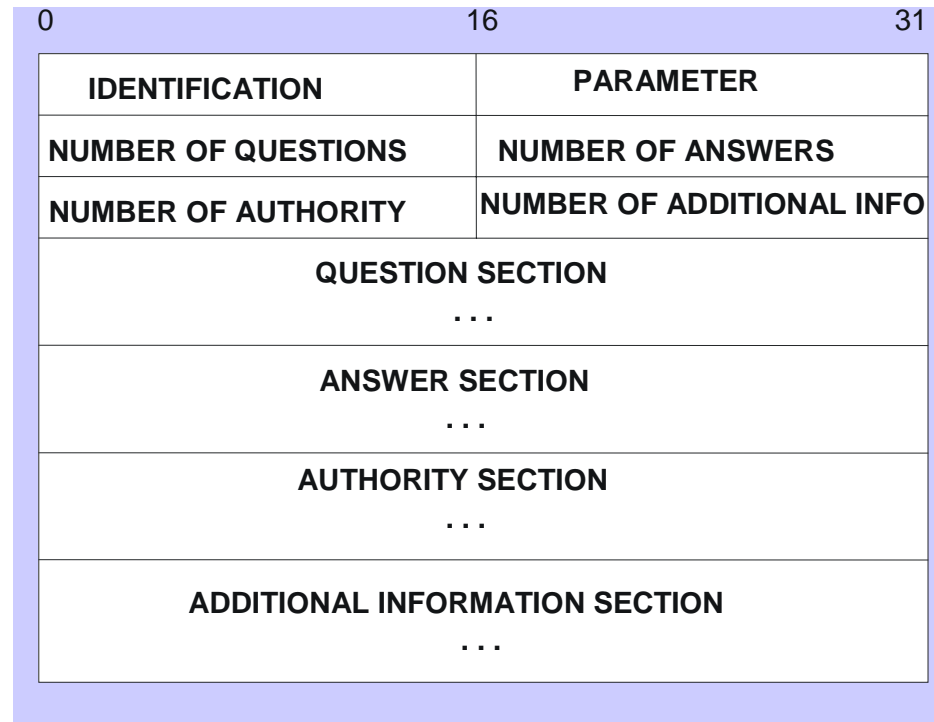 0 16 31
IDENTIFICATION PARAMETER
NUMBER OF QUESTIONS NUMBER OF ANSWERS
NUMBER OF AUTHORITY NUMBER OF ADDITIONAL INFO
QUESTION SECTION
. . .
ANSWER SECTION
. . .
AUTHORITY SECTION
. . .
ADDITIONAL INFORMATION SECTION
. . .